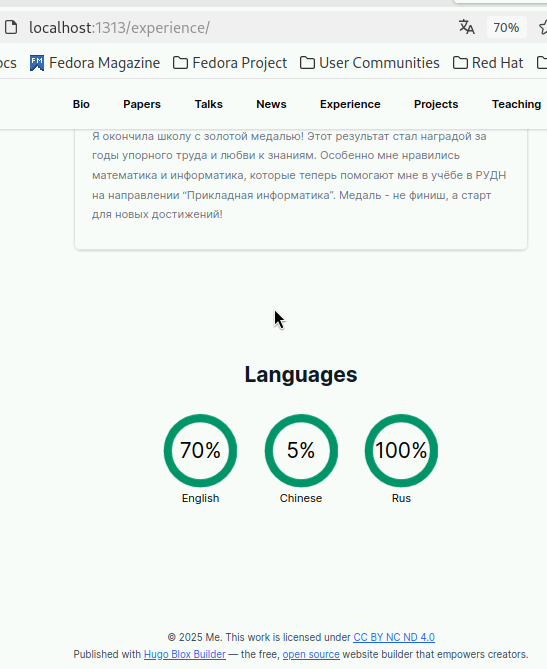 localhost:1313/experience/ 70%
ocs Fedora Magazine Fedora Project User Communities Red Hat
Bio Papers Talks News Experience Projects Teaching
Я окончила школу с золотой медалью! Этот результат стал наградой за
годы упорного труда и любви к знаниям. Особенно мне нравились
математика и информатика, которые теперь помогают мне в учёбе в РУДН
на направлении “Прикладная информатика”. Медаль - не финиш, а старт
для новых достижений!
Languages
70% 5% 100%
English Chinese Rus
© 2025 Me. This work is licensed under CC BY NC ND 4.0
Published with Hugo Blox Builder — the free, open source website builder that empowers creators.